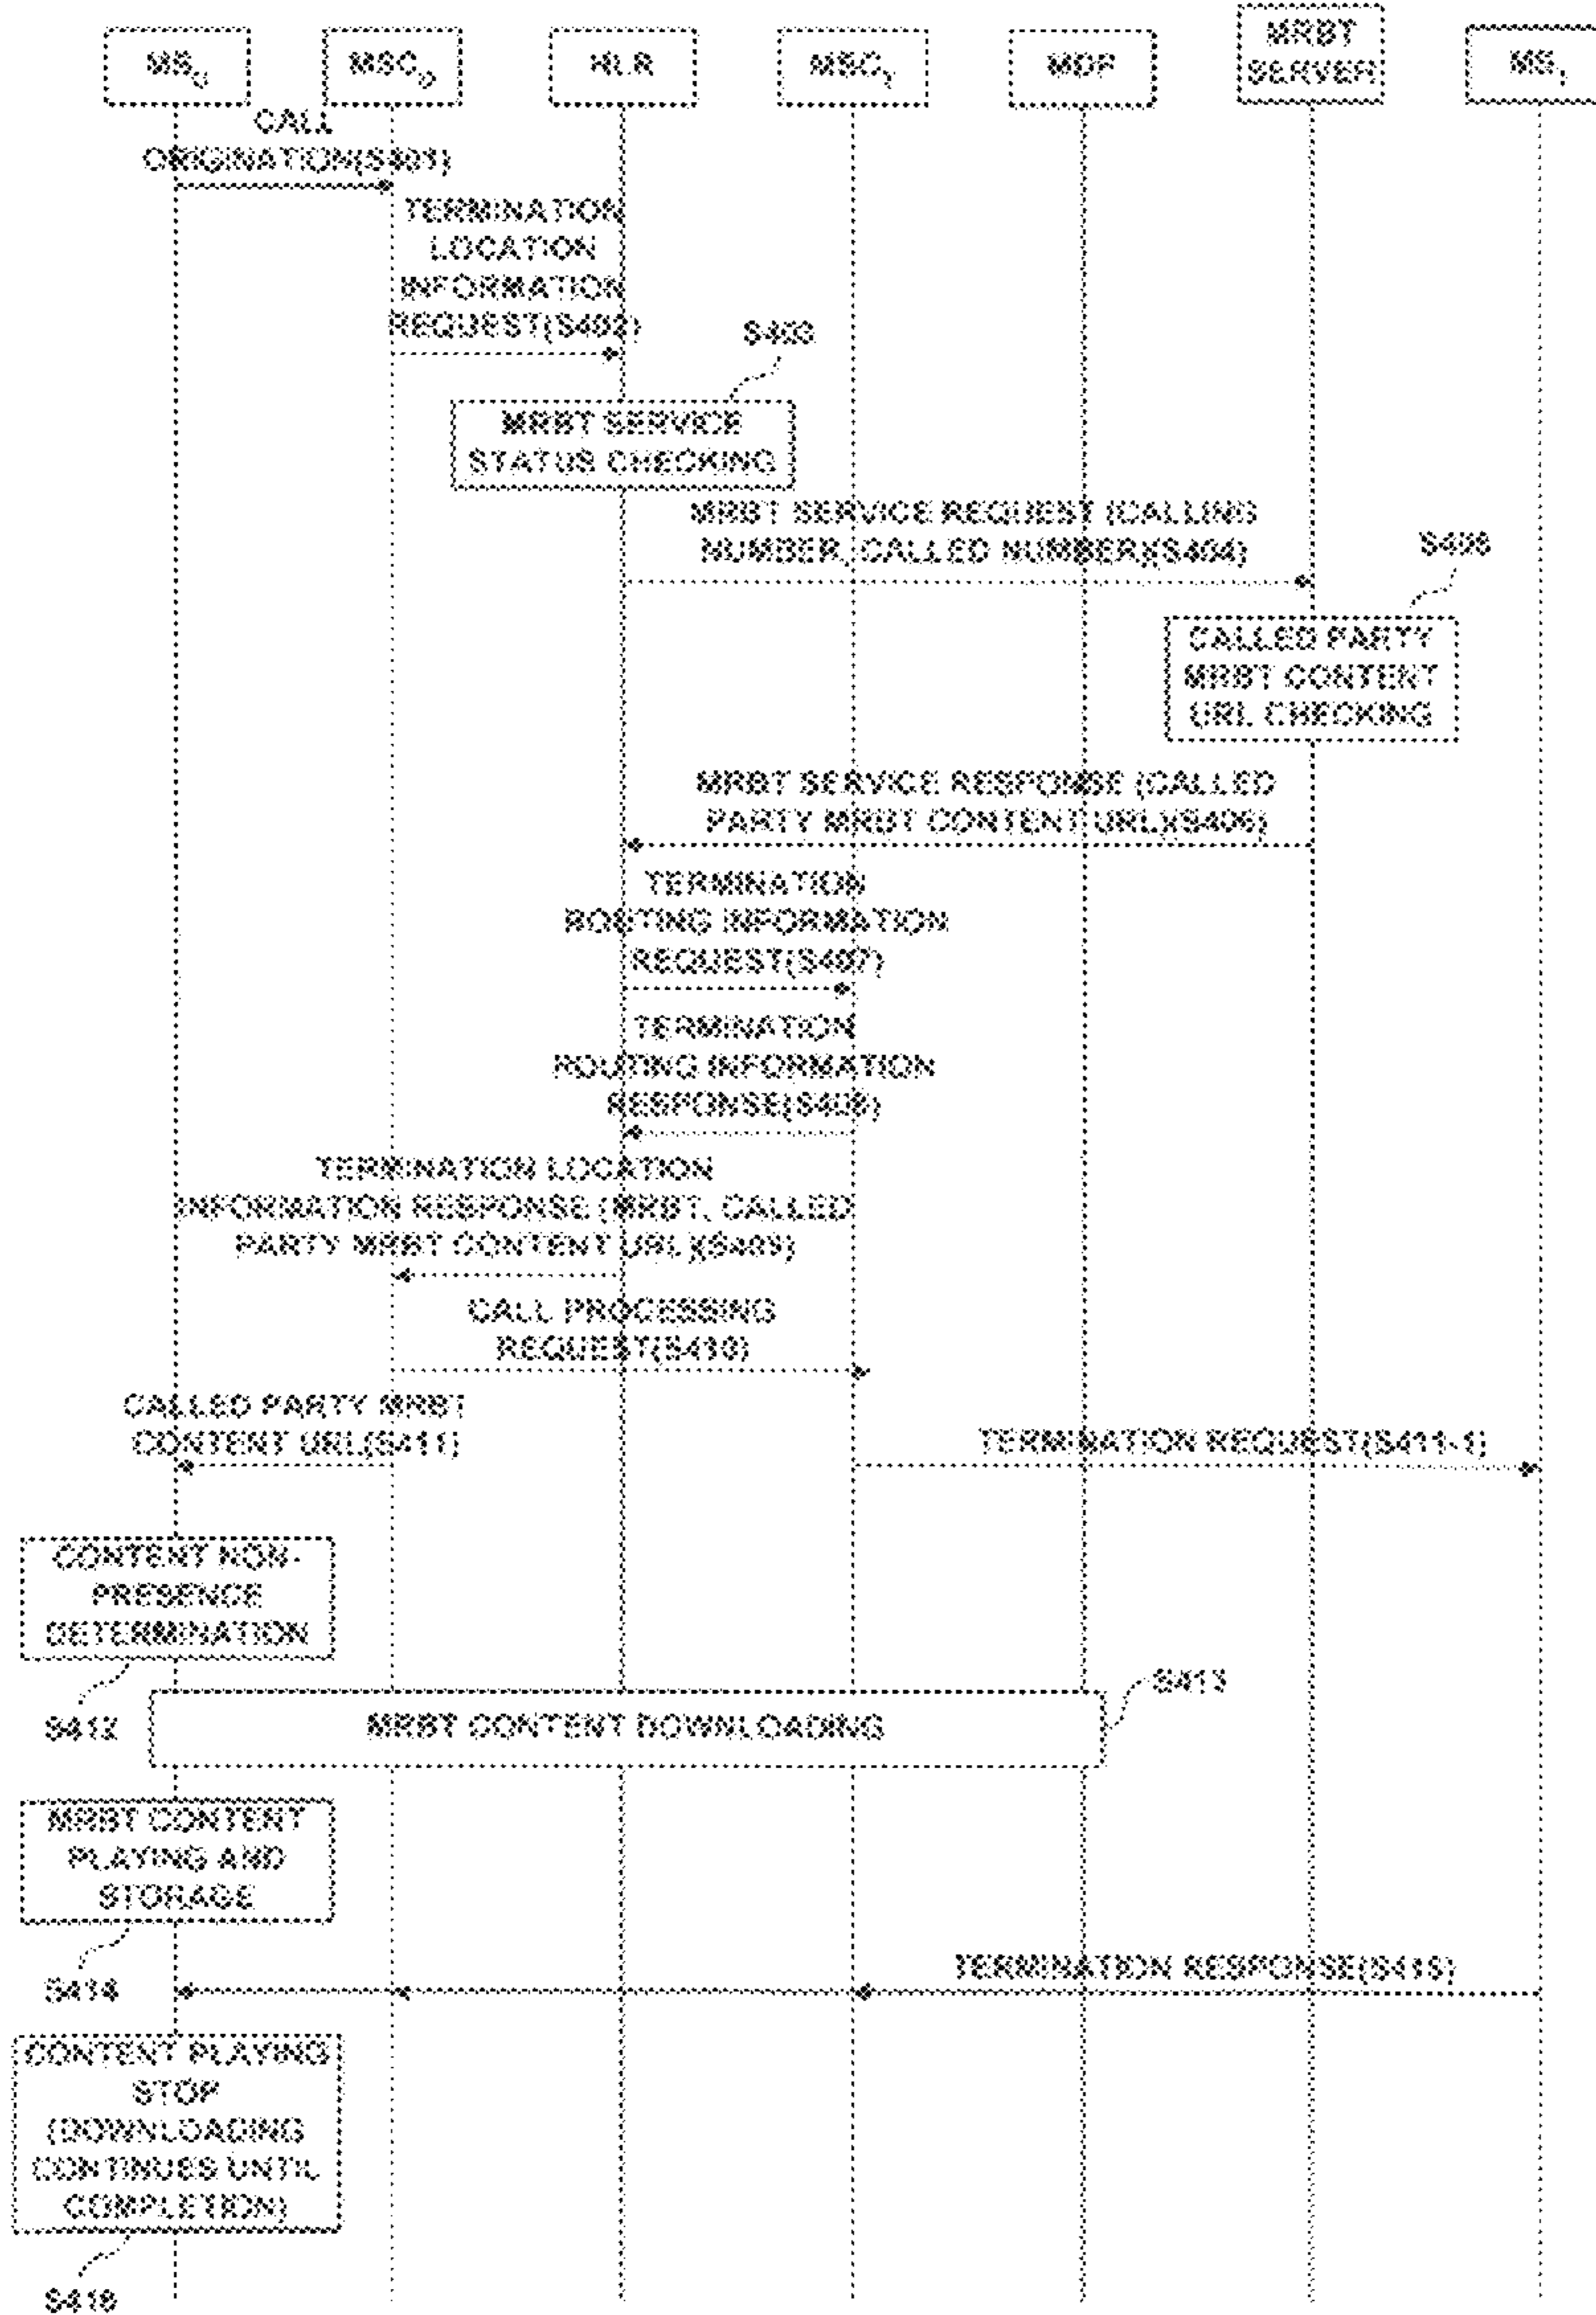 MSO
MSCO
HLR
MSCT
MDP
MRBT
SERVER
MST
CALL
ORIGINATION(S401)
TERMINATION
LOCATION
INFORMATION
REQUEST(S402)
S403
MRBT SERVICE
STATUS CHECKING
MRBT SERVICE REQUEST (CALLING
NUMBER, CALLED NUMBER)(S404)
S405
CALLED PARTY
MRBT CONTENT
URL CHECKING
MRBT SERVICE RESPONSE (CALLED
PARTY MRBT CONTENT URL)(S406)
TERMINATION
ROUTING INFORMATION
REQUEST(S407)
TERMINATION
ROUTING INFORMATION
RESPONSE(S408)
TERMINATION LOCATION
INFORMATION RESPONSE (MRBT, CALLED
PARTY MRBT CONTENT URL)(S409)
CALL PROCESSING
REQUEST(S410)
CALLED PARTY MRBT
CONTENT URL(S411)
TERMINATION REQUEST(S411-1)
CONTENT NON-
PRESENCE
DETERMINATION
S412
S413
MRBT CONTENT DOWNLOADING
MRBT CONTENT
PLAYING AND
STORAGE
S414
TERMINATION RESPONSE(S415)
CONTENT PLAYING
STOP
(DOWNLOADING
CONTINUES UNTIL
COMPLETION)
S416